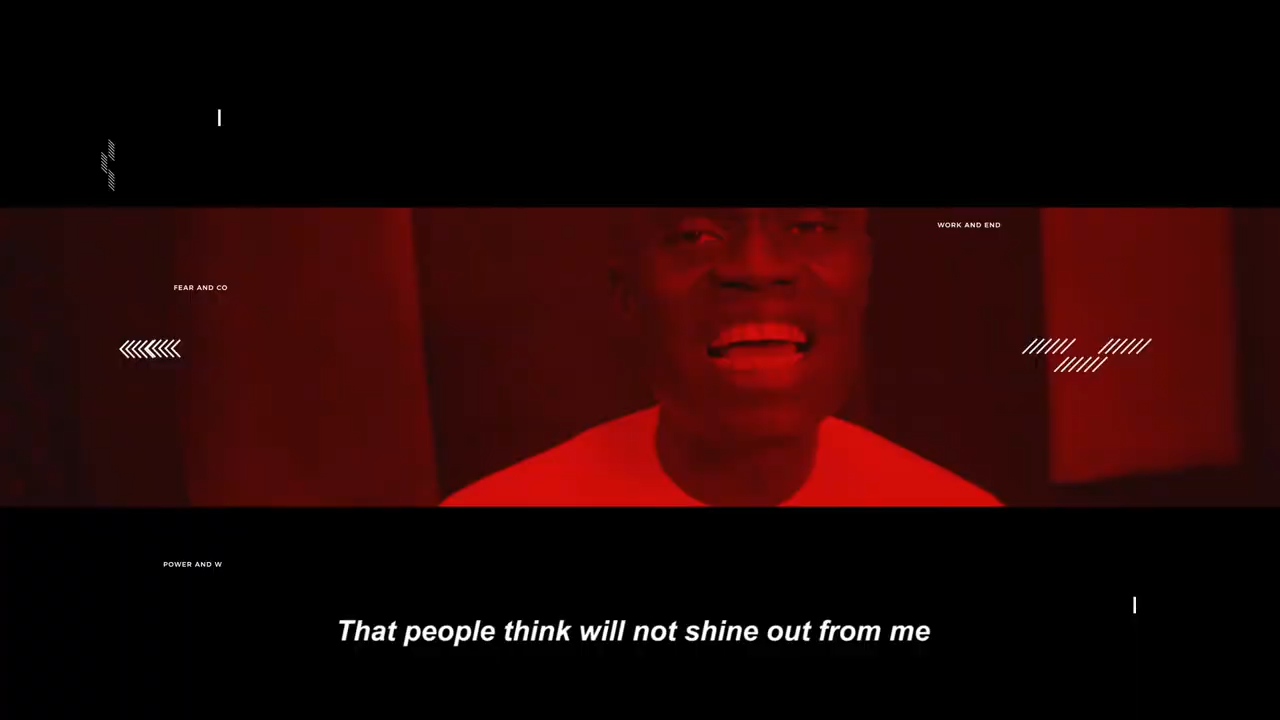 WORK AND END
FEAR AND CO
POWER AND W
That people think will not shine out from me